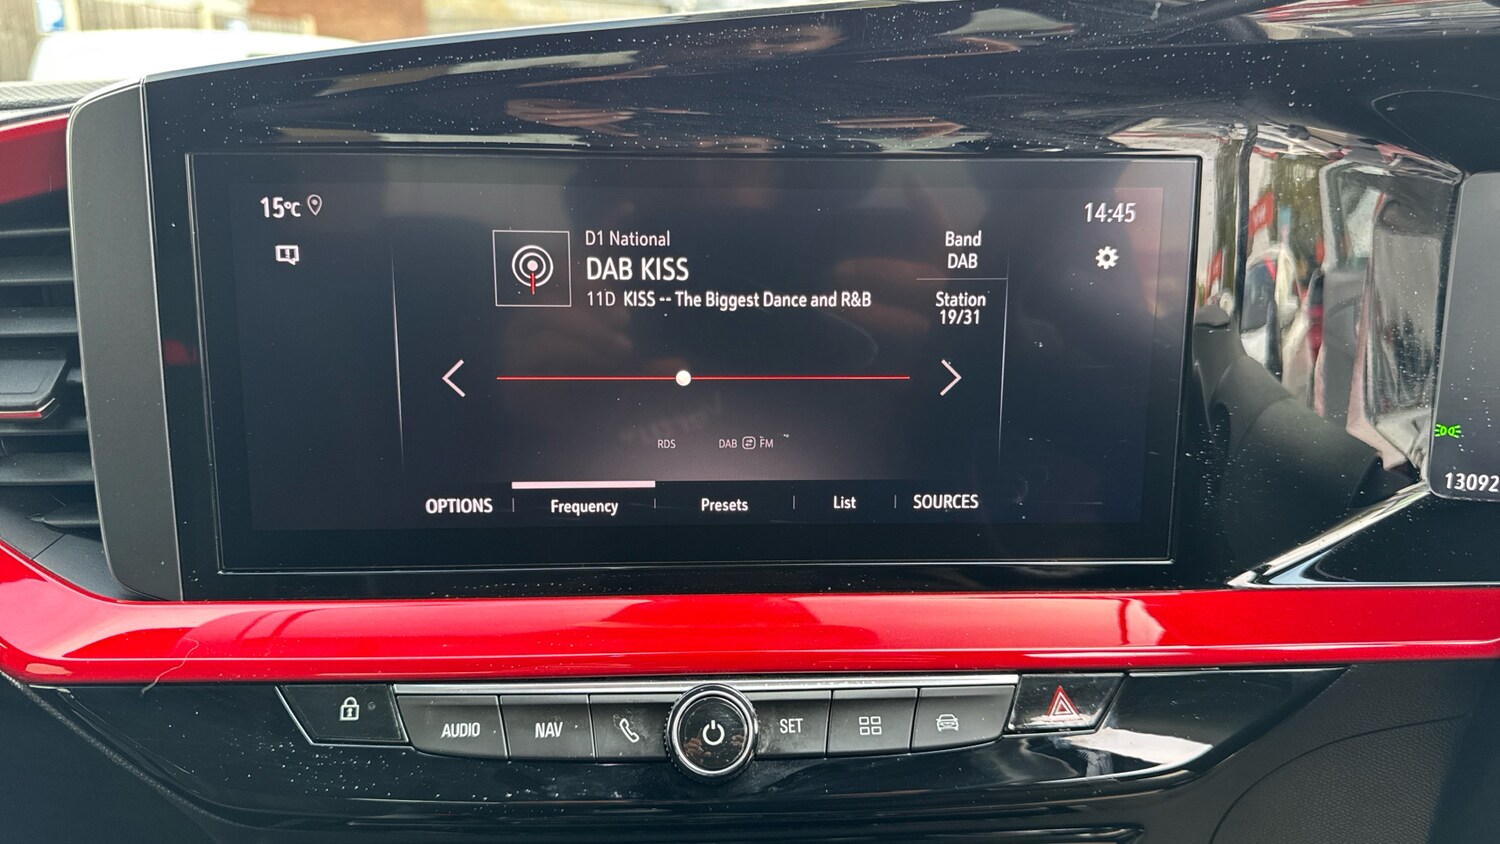 15°C
14:45
D1 National
DAB KISS
11D KISS -- The Biggest Dance and R&B
Band
DAB
Station
19/31
RDS
DAB FM
OPTIONS
Frequency
Presets
List
SOURCES
13092
AUDIO
NAV
SET